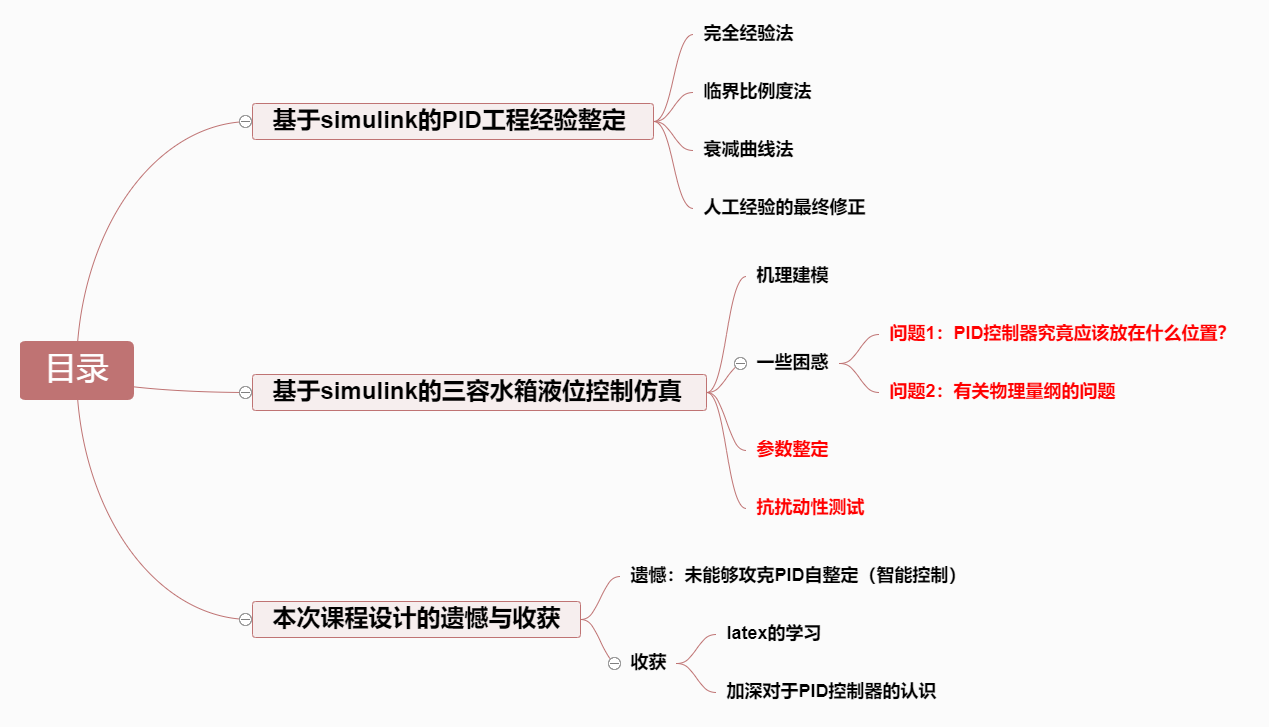 目录
基于simulink的PID工程经验整定
完全经验法
临界比例度法
衰减曲线法
人工经验的最终修正
基于simulink的三容水箱液位控制仿真
机理建模
一些困惑
问题1：PID控制器究竟应该放在什么位置？
问题2：有关物理量纲的问题
参数整定
抗扰动性测试
本次课程设计的遗憾与收获
遗憾：未能够攻克PID自整定（智能控制）
收获
latex的学习
加深对于PID控制器的认识